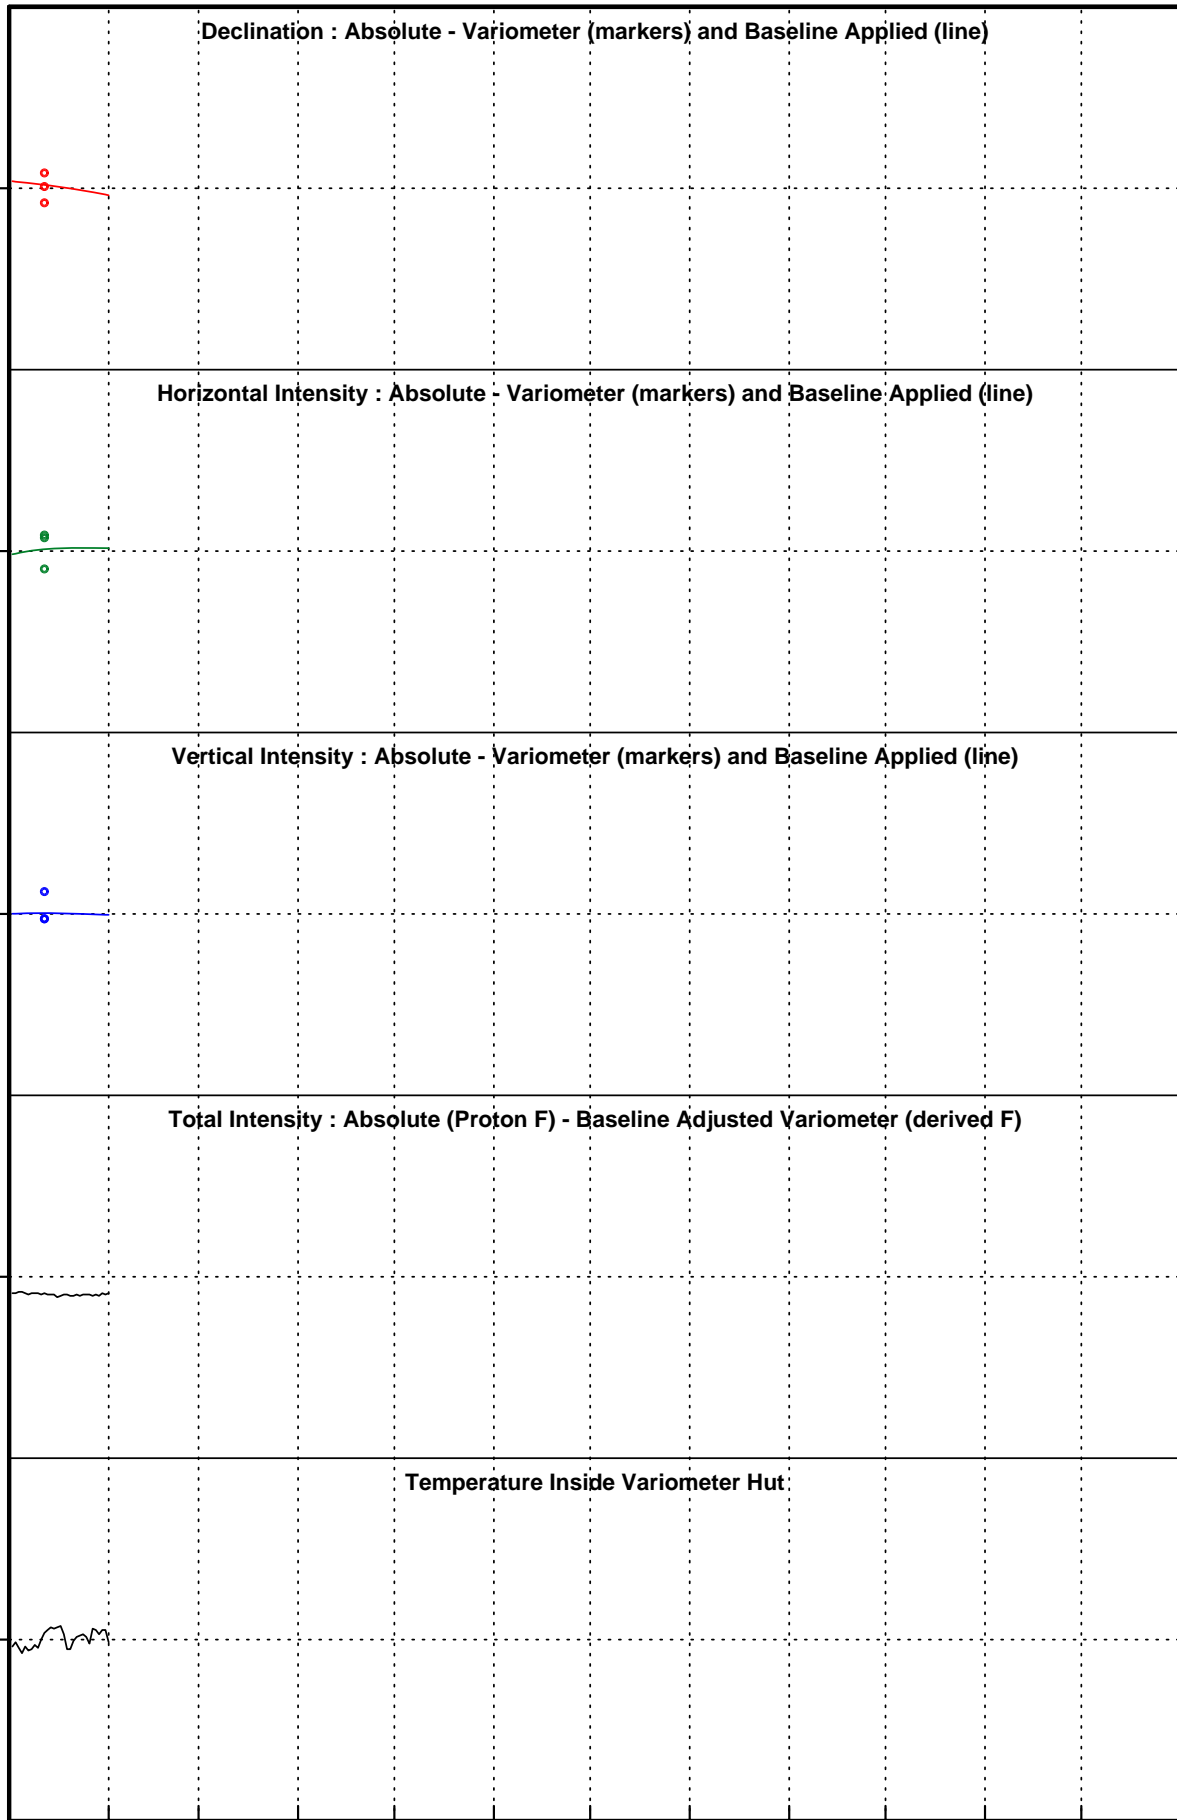 Declination : Absolute - Variometer (markers) and Baseline Applied (line)
Horizontal Intensity : Absolute - Variometer (markers) and Baseline Applied (line)
Vertical Intensity : Absolute - Variometer (markers) and Baseline Applied (line)
Total Intensity : Absolute (Proton F) - Baseline Adjusted Variometer (derived F)
Temperature Inside Variometer Hut